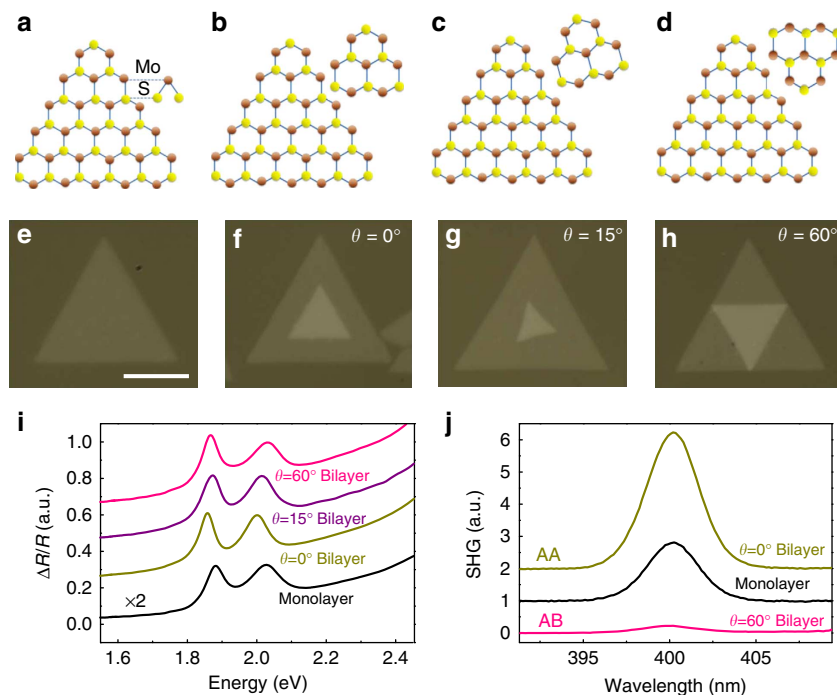 a
b
c
d
Mo
S
e
f
θ = 0°
g
θ = 15°
h
θ = 60°
i
ΔR/R (a.u.)
1.0
0.8
0.6
0.4
0.2
0.0
θ=60° Bilayer
θ=15° Bilayer
θ=0° Bilayer
×2
Monolayer
1.6
1.8
2.0
2.2
2.4
Energy (eV)
j
SHG (a.u.)
6
5
4
3
2
1
0
AA
θ=0° Bilayer
Monolayer
AB
θ=60° Bilayer
395
400
405
Wavelength (nm)